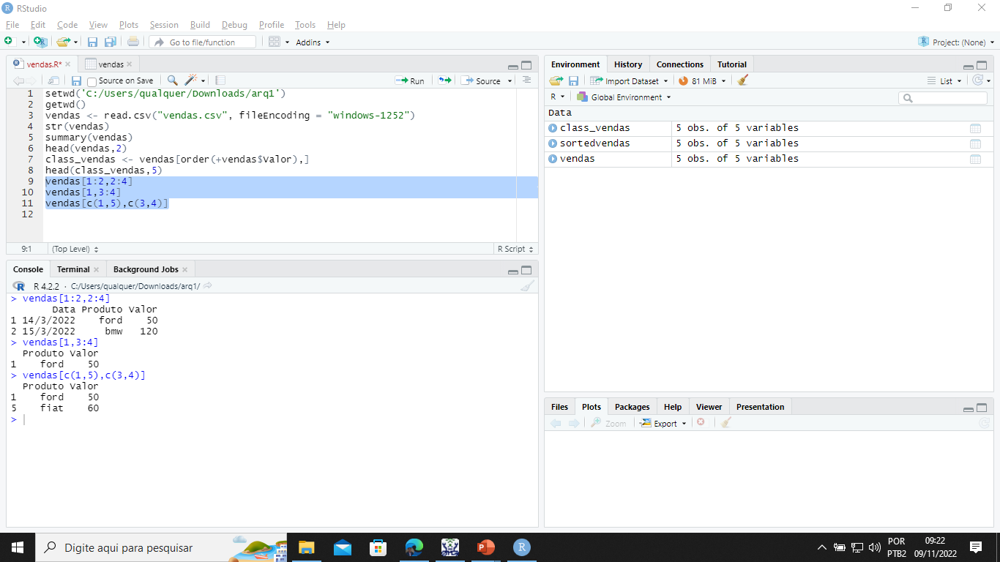 RStudio
File Edit Code View Plots Session Build Debug Profile Tools Help
Go to file/function Addins Project: (None)
vendas.R* vendas
Source on Save Run Source
1 setwd('C:/Users/qualquer/Downloads/arq1')
2 getwd()
3 vendas <- read.csv("vendas.csv", fileEncoding = "windows-1252")
4 str(vendas)
5 summary(vendas)
6 head(vendas,2)
7 class_vendas <- vendas[order(+vendas$Valor),]
8 head(class_vendas,5)
9 vendas[1:2,2:4]
10 vendas[1,3:4]
11 vendas[c(1,5),c(3,4)]
12
9:1 (Top Level) R Script
Console Terminal Background Jobs
R 4.2.2 · C:/Users/qualquer/Downloads/arq1/
> vendas[1:2,2:4]
Data Produto Valor
1 14/3/2022 ford 50
2 15/3/2022 bmw 120
> vendas[1,3:4]
Produto Valor
1 ford 50
> vendas[c(1,5),c(3,4)]
Produto Valor
1 ford 50
5 fiat 60
>
Environment History Connections Tutorial
Import Dataset 81 MiB List
R Global Environment
Data
class_vendas 5 obs. of 5 variables
sortedvendas 5 obs. of 5 variables
vendas 5 obs. of 5 variables
Files Plots Packages Help Viewer Presentation
Zoom Export
Digite aqui para pesquisar
POR
PTB2
09:22
09/11/2022